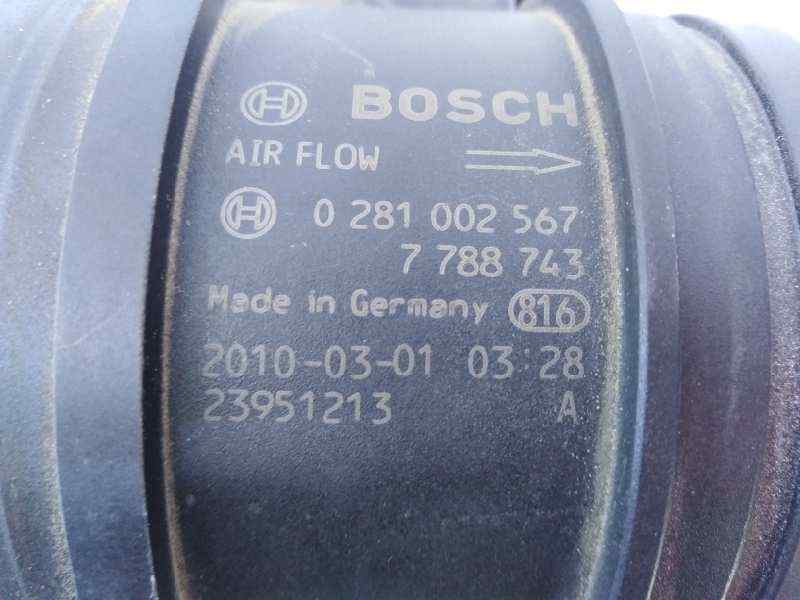 BOSCH
AIR FLOW
0 281 002 567
7 788 743
Made in Germany 816
2010-03-01 03:28
23951213 A